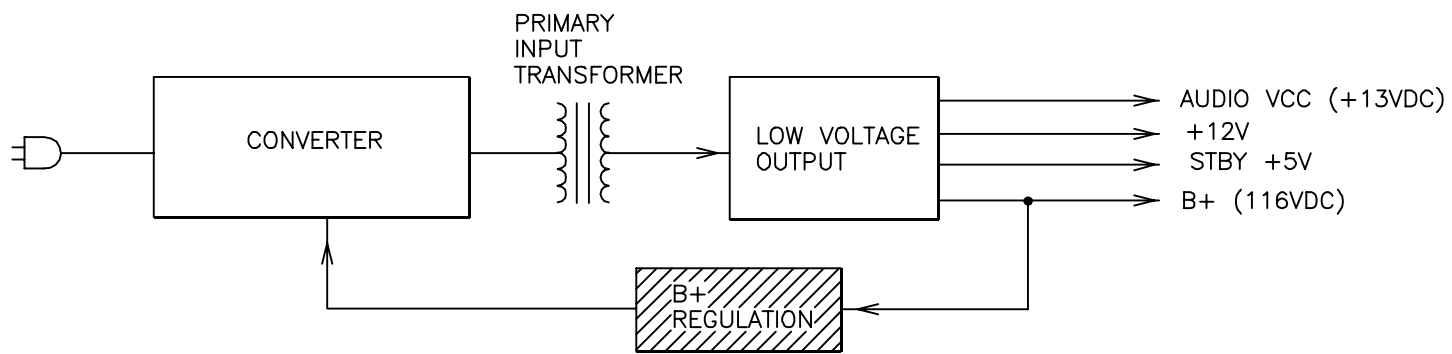 PRIMARY
INPUT
TRANSFORMER
CONVERTER
LOW VOLTAGE
OUTPUT
AUDIO VCC (+13VDC)
+12V
STBY +5V
B+ (116VDC)
B+
REGULATION